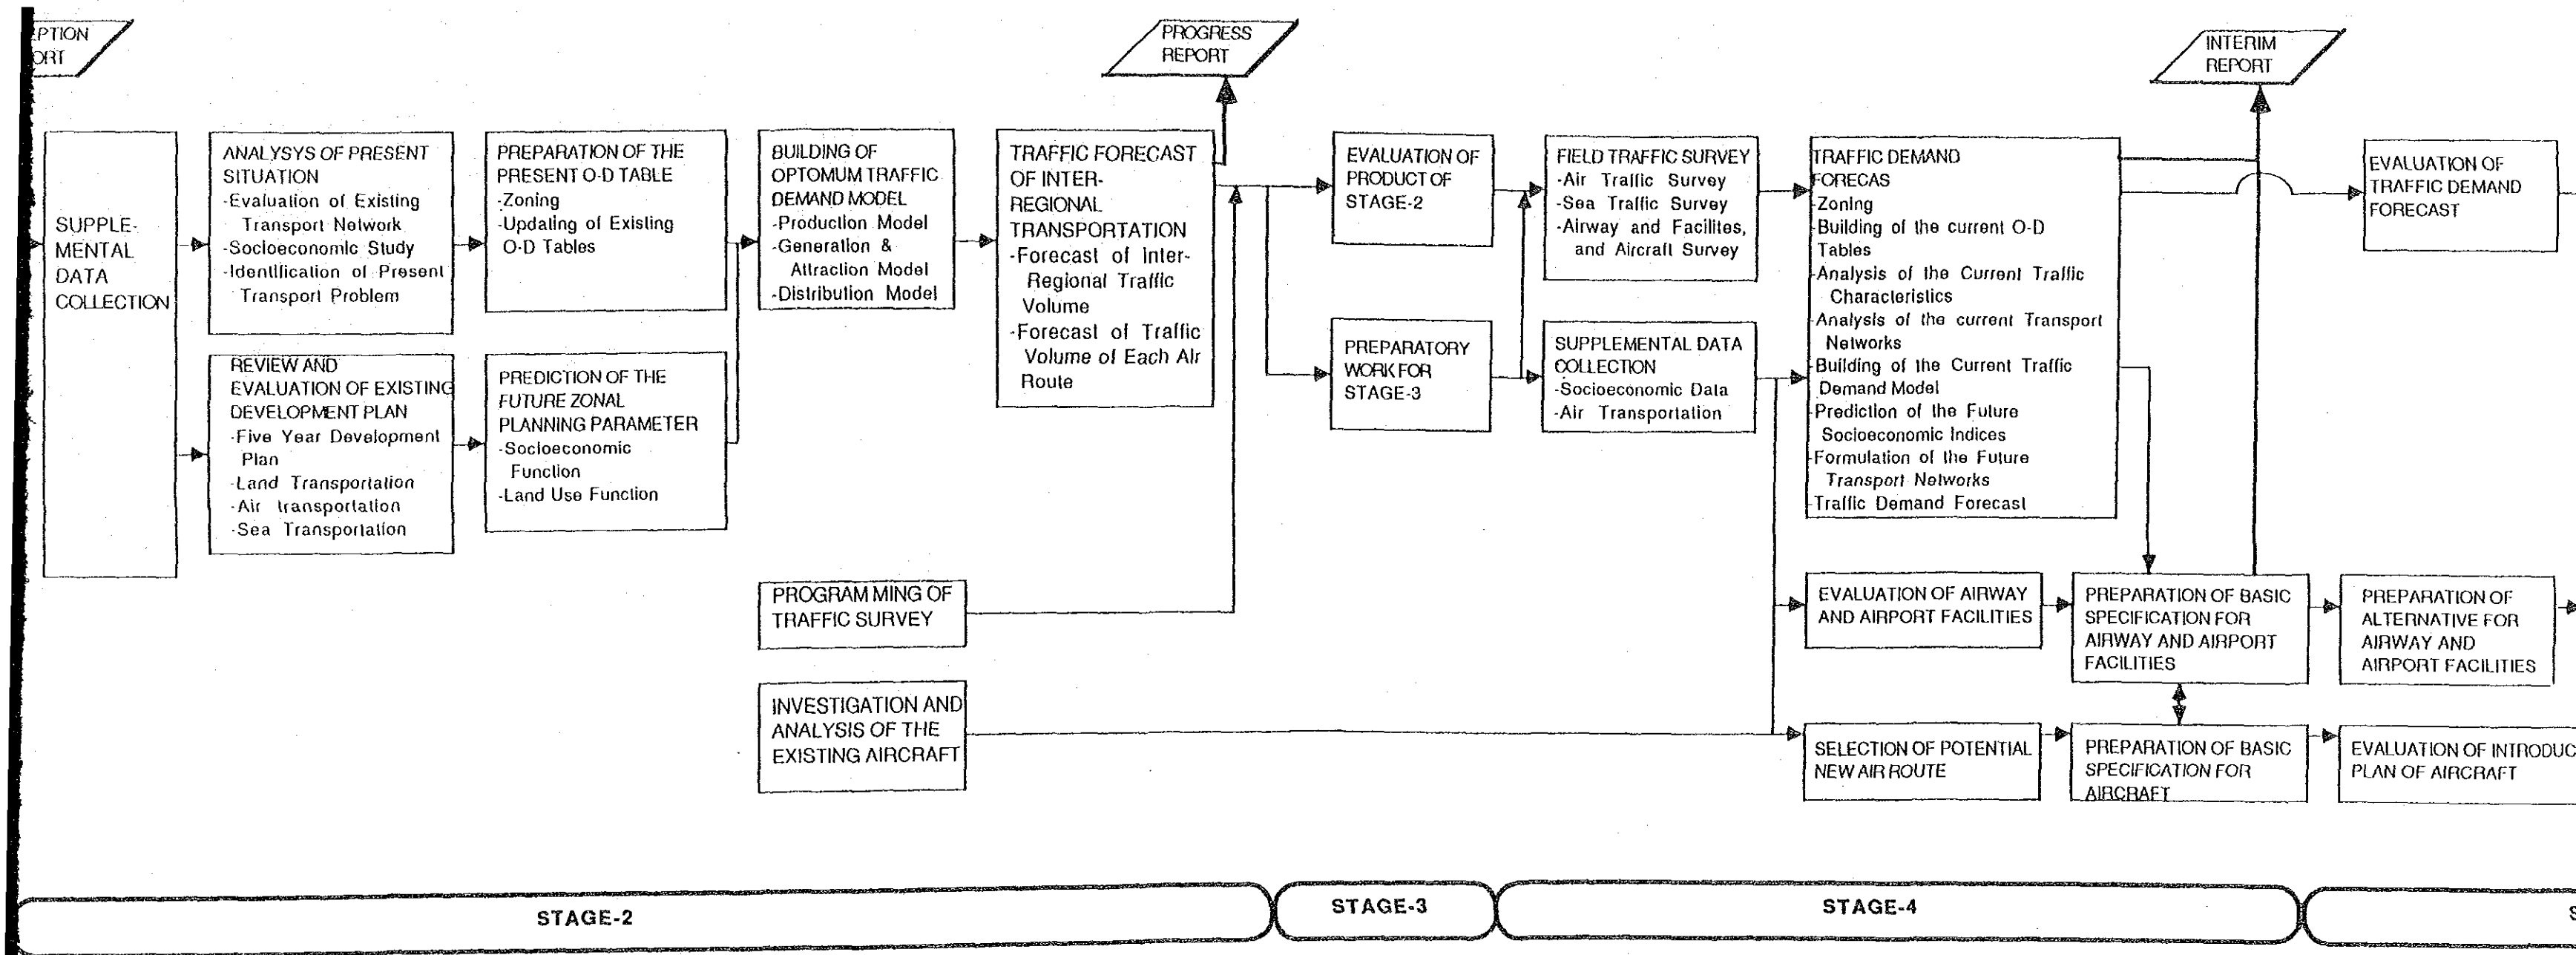 EPTION
ORT
PROGRESS
REPORT
INTERIM
REPORT
SUPPLE-
MENTAL
DATA
COLLECTION
ANALYSYS OF PRESENT
SITUATION
-Evaluation of Existing
Transport Network
-Socioeconomic Study
-Identification of Present
Transport Problem
REVIEW AND
EVALUATION OF EXISTING
DEVELOPMENT PLAN
-Five Year Development
Plan
-Land Transportation
-Air transportation
-Sea Transportation
PREPARATION OF THE
PRESENT O-D TABLE
-Zoning
-Updating of Existing
O-D Tables
PREDICTION OF THE
FUTURE ZONAL
PLANNING PARAMETER
-Socioeconomic
Function
-Land Use Function
BUILDING OF
OPTOMUM TRAFFIC
DEMAND MODEL
-Production Model
-Generation &
Attraction Model
-Distribution Model
PROGRAM MING OF
TRAFFIC SURVEY
INVESTIGATION AND
ANALYSIS OF THE
EXISTING AIRCRAFT
TRAFFIC FORECAST
OF INTER-
REGIONAL
TRANSPORTATION
-Forecast of Inter-
Regional Traffic
Volume
-Forecast of Traffic
Volume of Each Air
Route
EVALUATION OF
PRODUCT OF
STAGE-2
PREPARATORY
WORK FOR
STAGE-3
FIELD TRAFFIC SURVEY
-Air Traffic Survey
-Sea Traffic Survey
-Airway and Facilites,
and Aircraft Survey
SUPPLEMENTAL DATA
COLLECTION
-Socioeconomic Data
-Air Transportation
TRAFFIC DEMAND
FORECAS
-Zoning
-Building of the current O-D
Tables
-Analysis of the Current Traffic
Characteristics
-Analysis of the current Transport
Networks
-Building of the Current Traffic
Demand Model
-Prediction of the Future
Socioeconomic Indices
-Formulation of the Future
Transport Networks
-Traffic Demand Forecast
EVALUATION OF AIRWAY
AND AIRPORT FACILITIES
SELECTION OF POTENTIAL
NEW AIR ROUTE
PREPARATION OF BASIC
SPECIFICATION FOR
AIRWAY AND AIRPORT
FACILITIES
PREPARATION OF BASIC
SPECIFICATION FOR
AIRCRAFT
EVALUATION OF
TRAFFIC DEMAND
FORECAST
PREPARATION OF
ALTERNATIVE FOR
AIRWAY AND
AIRPORT FACILITIES
EVALUATION OF INTRODUC
PLAN OF AIRCRAFT
STAGE-2
STAGE-3
STAGE-4
S